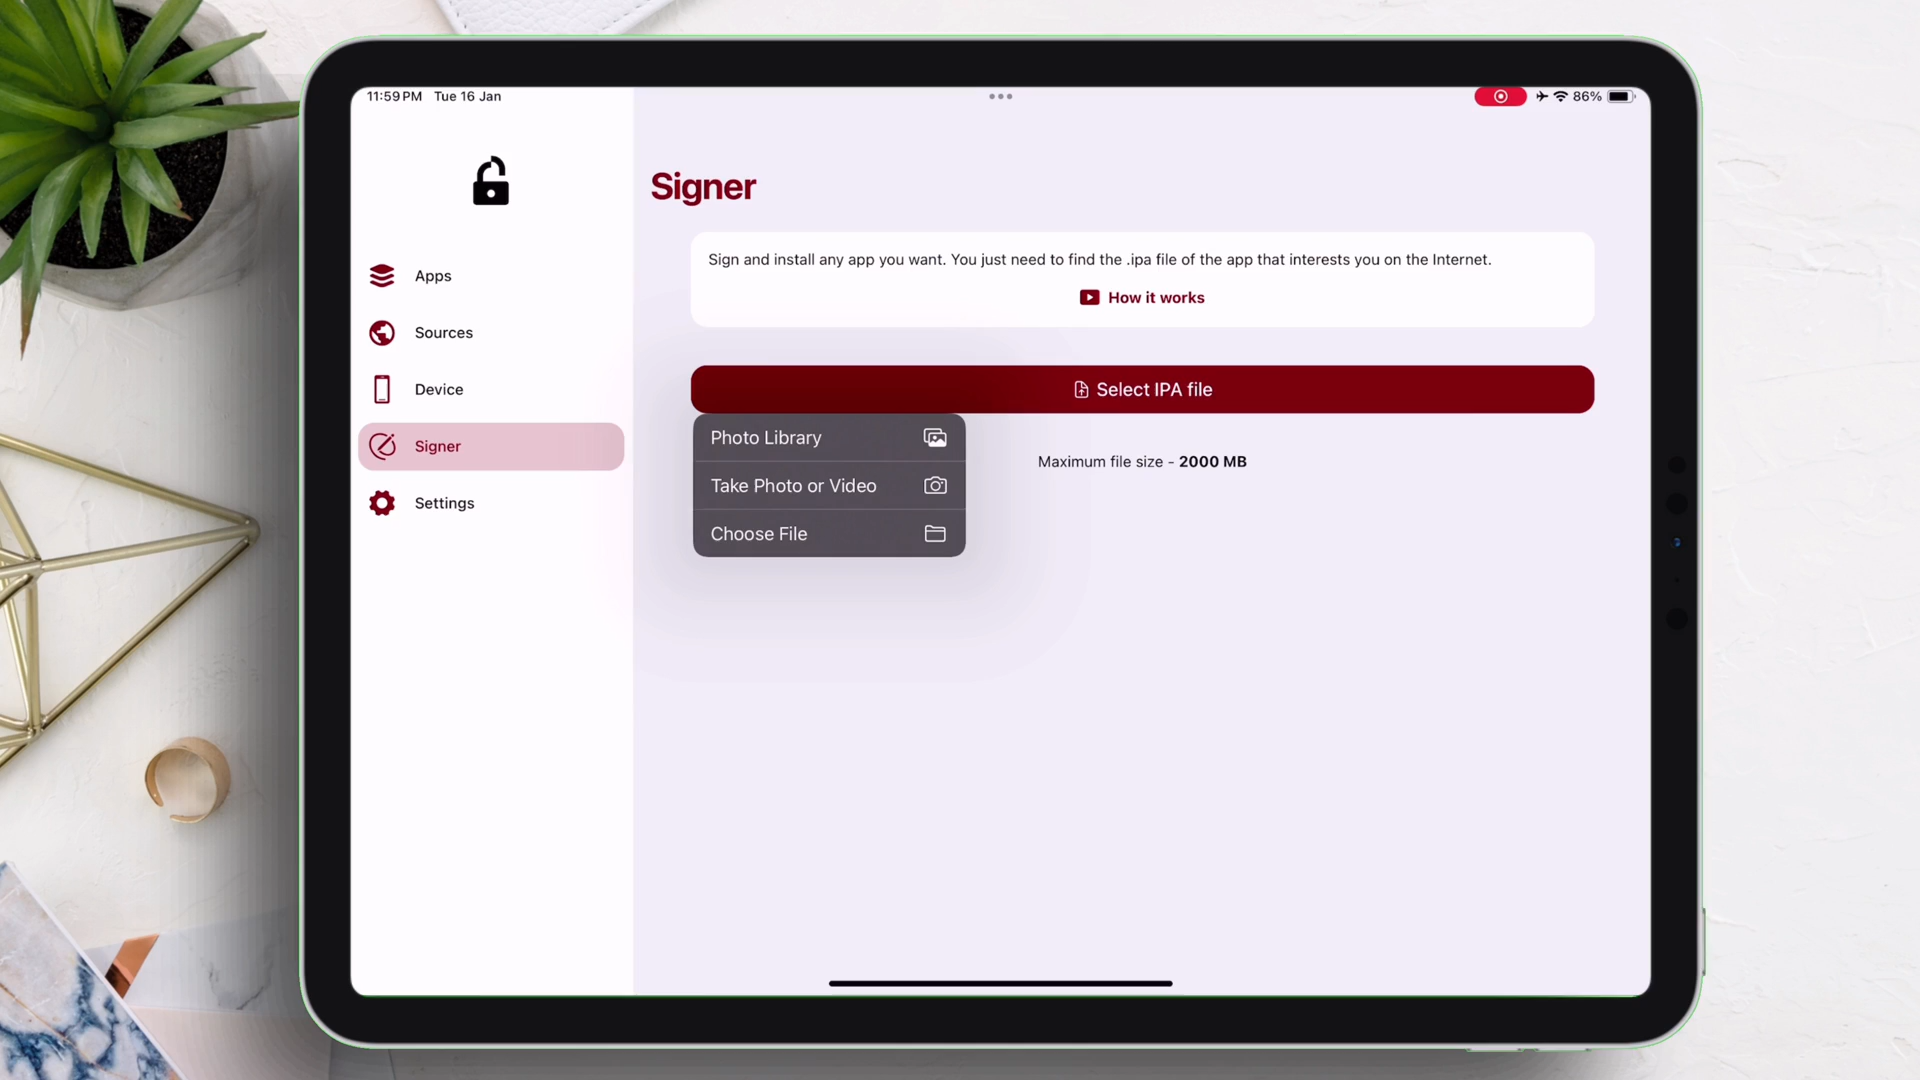 11:59 PM Tue 16 Jan
86%
Apps
Sources
Device
Signer
Settings
Signer
Sign and install any app you want. You just need to find the .ipa file of the app that interests you on the Internet.
How it works
Select IPA file
Photo Library
Take Photo or Video
Choose File
Maximum file size - 2000 MB